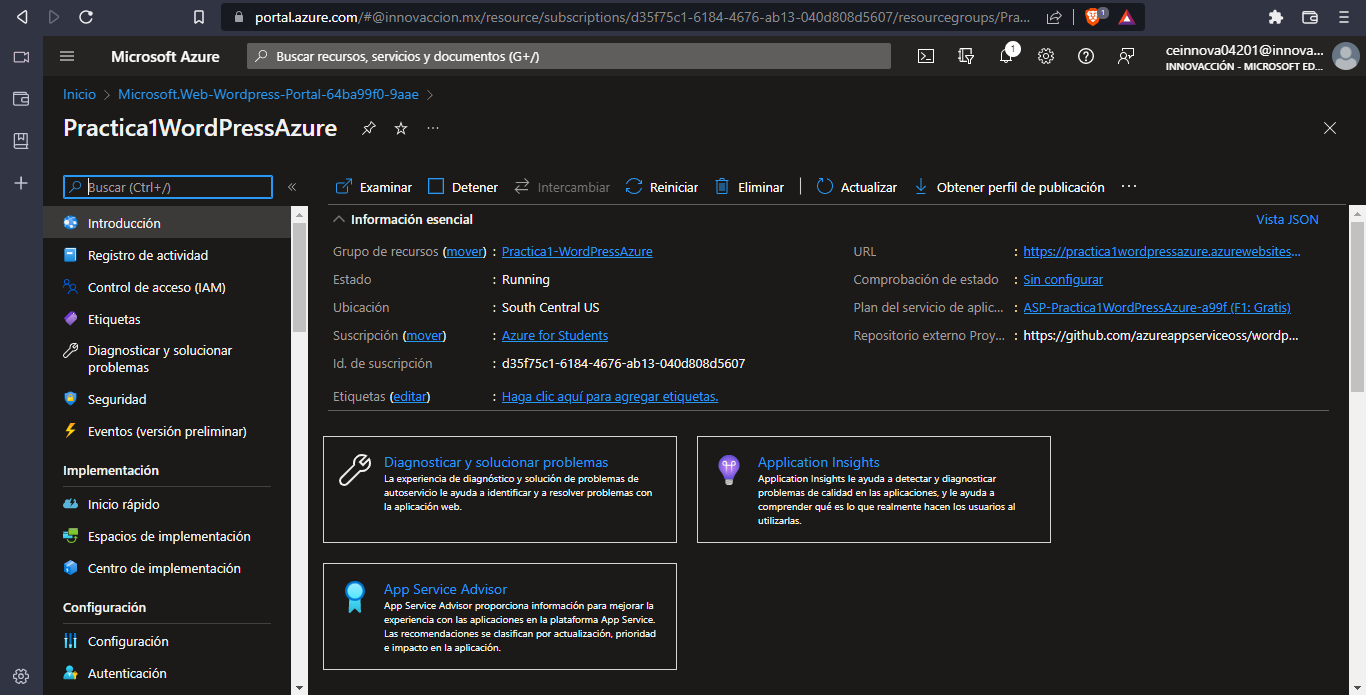 portal.azure.com/#@innovaccion.mx/resource/subscriptions/d35f75c1-6184-4676-ab13-040d808d5607/resourcegroups/Pra...
1
Microsoft Azure
Buscar recursos, servicios y documentos (G+/)
1
ceinnova04201@innova...
INNOVACCIÓN - MICROSOFT ED...
Inicio > Microsoft.Web-Wordpress-Portal-64ba99f0-9aae >
Practica1WordPressAzure
...
Buscar (Ctrl+/)
«
Introducción
Registro de actividad
Control de acceso (IAM)
Etiquetas
Diagnosticar y solucionar
problemas
Seguridad
Eventos (versión preliminar)
Implementación
Inicio rápido
Espacios de implementación
Centro de implementación
Configuración
Configuración
Autenticación
Examinar
Detener
Intercambiar
Reiniciar
Eliminar
Actualizar
Obtener perfil de publicación
...
Información esencial
Vista JSON
Grupo de recursos (mover) : Practica1-WordPressAzure
Estado : Running
Ubicación : South Central US
Suscripción (mover) : Azure for Students
Id. de suscripción : d35f75c1-6184-4676-ab13-040d808d5607
Etiquetas (editar) : Haga clic aquí para agregar etiquetas.
URL : https://practica1wordpressazure.azurewebsites...
Comprobación de estado : Sin configurar
Plan del servicio de aplic... : ASP-Practica1WordPressAzure-a99f (F1: Gratis)
Repositorio externo Proy... : https://github.com/azureappserviceoss/wordp...
Diagnosticar y solucionar problemas
La experiencia de diagnóstico y solución de problemas de
autoservicio le ayuda a identificar y a resolver problemas con
la aplicación web.
Application Insights
Application Insights le ayuda a detectar y diagnosticar
problemas de calidad en las aplicaciones, y le ayuda a
comprender qué es lo que realmente hacen los usuarios al
utilizarlas.
App Service Advisor
App Service Advisor proporciona información para mejorar la
experiencia con las aplicaciones en la plataforma App Service.
Las recomendaciones se clasifican por actualización, prioridad
e impacto en la aplicación.